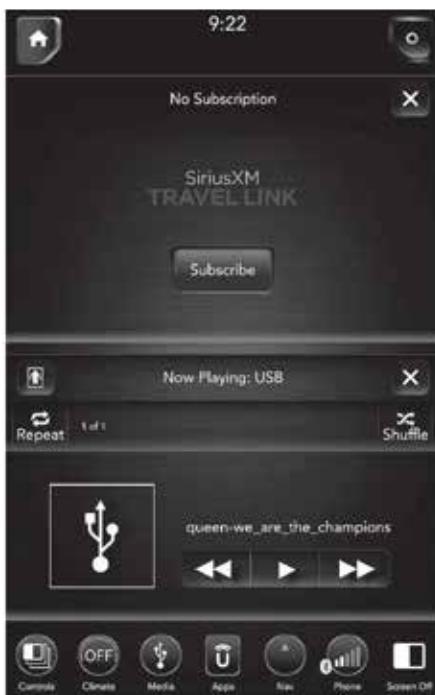 9:22
No Subscription
SiriusXM
TRAVEL LINK
Subscribe
Now Playing: USB
Repeat
1 of 1
Shuffle
queen-we_are_the_champions
OFF
Controls
Climate
Media
Apps
Nav
Phone
Screen Off